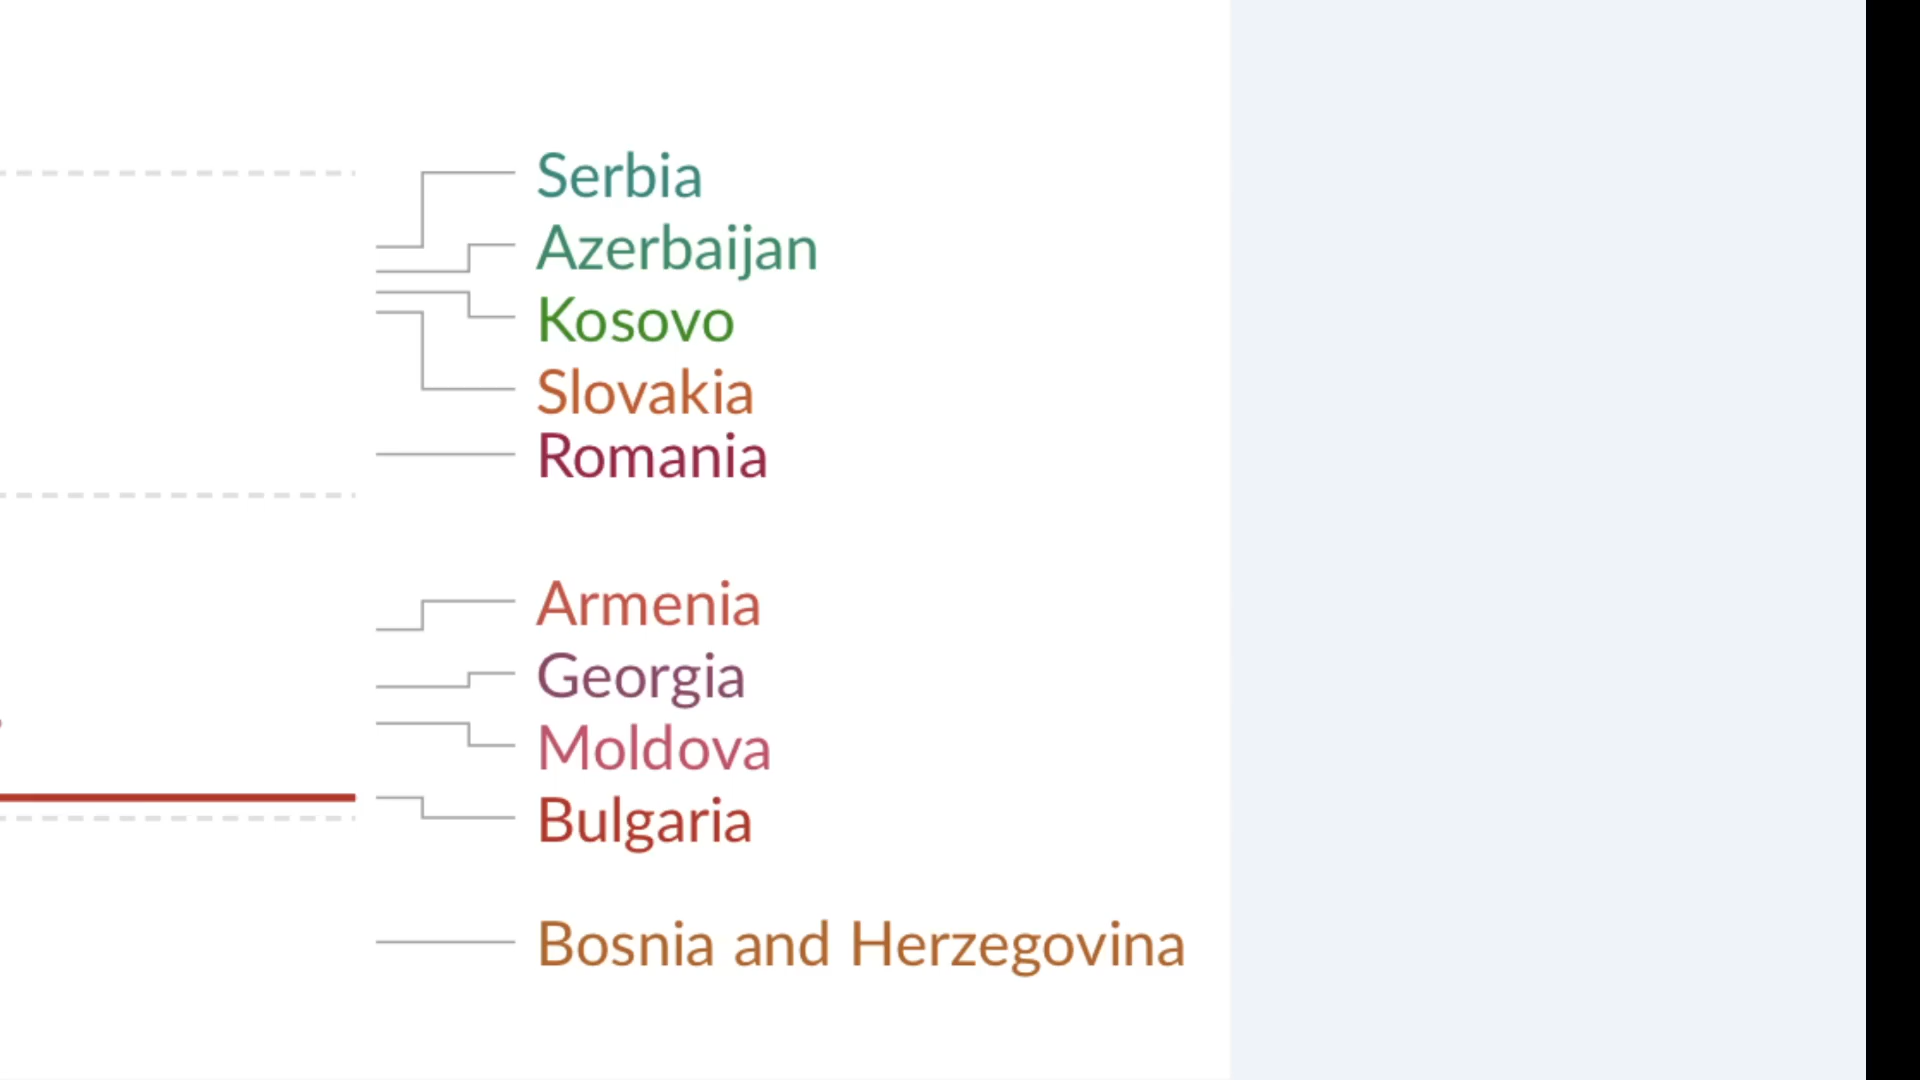 Serbia
Azerbaijan
Kosovo
Slovakia
Romania
Armenia
Georgia
Moldova
Bulgaria
Bosnia and Herzegovina